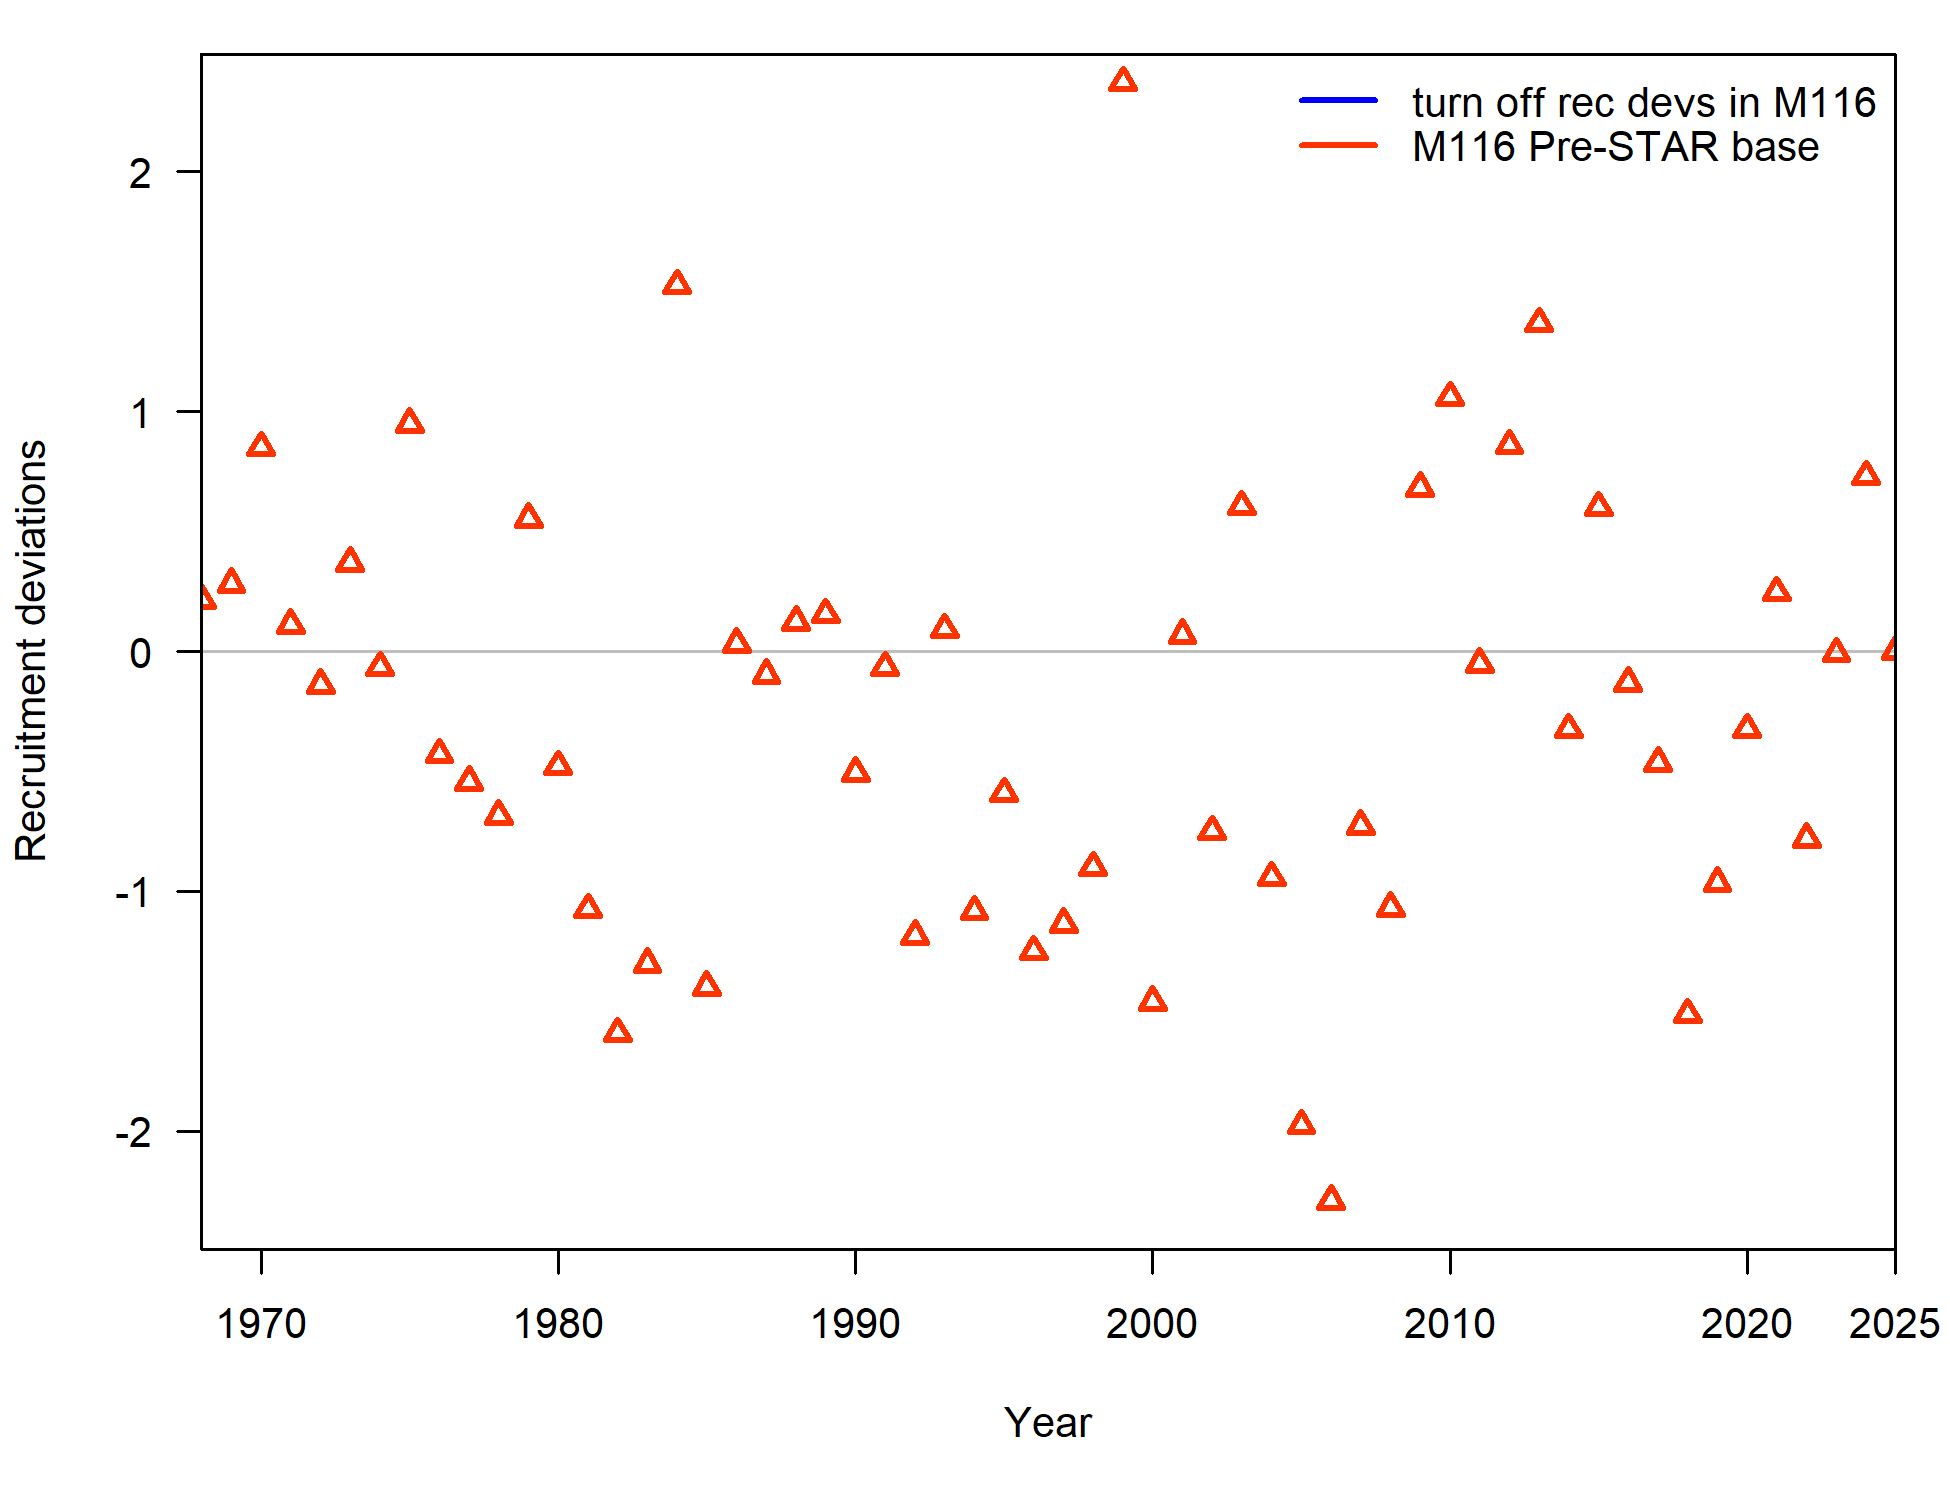 turn off rec devs in M116
M116 Pre-STAR base
2
1
0
-1
-2
Recruitment deviations
1970 1980 1990 2000 2010 2020 2025
Year